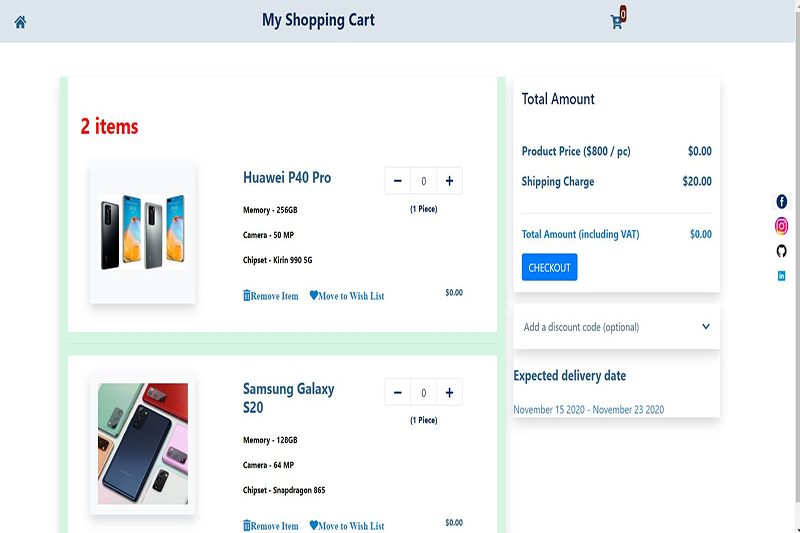 My Shopping Cart
0
2 items
Huawei P40 Pro
Memory - 256GB
Camera - 50 MP
Chipset - Kirin 990 5G
Remove Item Move to Wish List
0
(1 Piece)
$0.00
Samsung Galaxy
S20
Memory - 128GB
Camera - 64 MP
Chipset - Snapdragon 865
Remove Item Move to Wish List
0
(1 Piece)
$0.00
Total Amount
Product Price ($800 / pc) $0.00
Shipping Charge $20.00
Total Amount (including VAT) $0.00
CHECKOUT
Add a discount code (optional)
Expected delivery date
November 15 2020 - November 23 2020